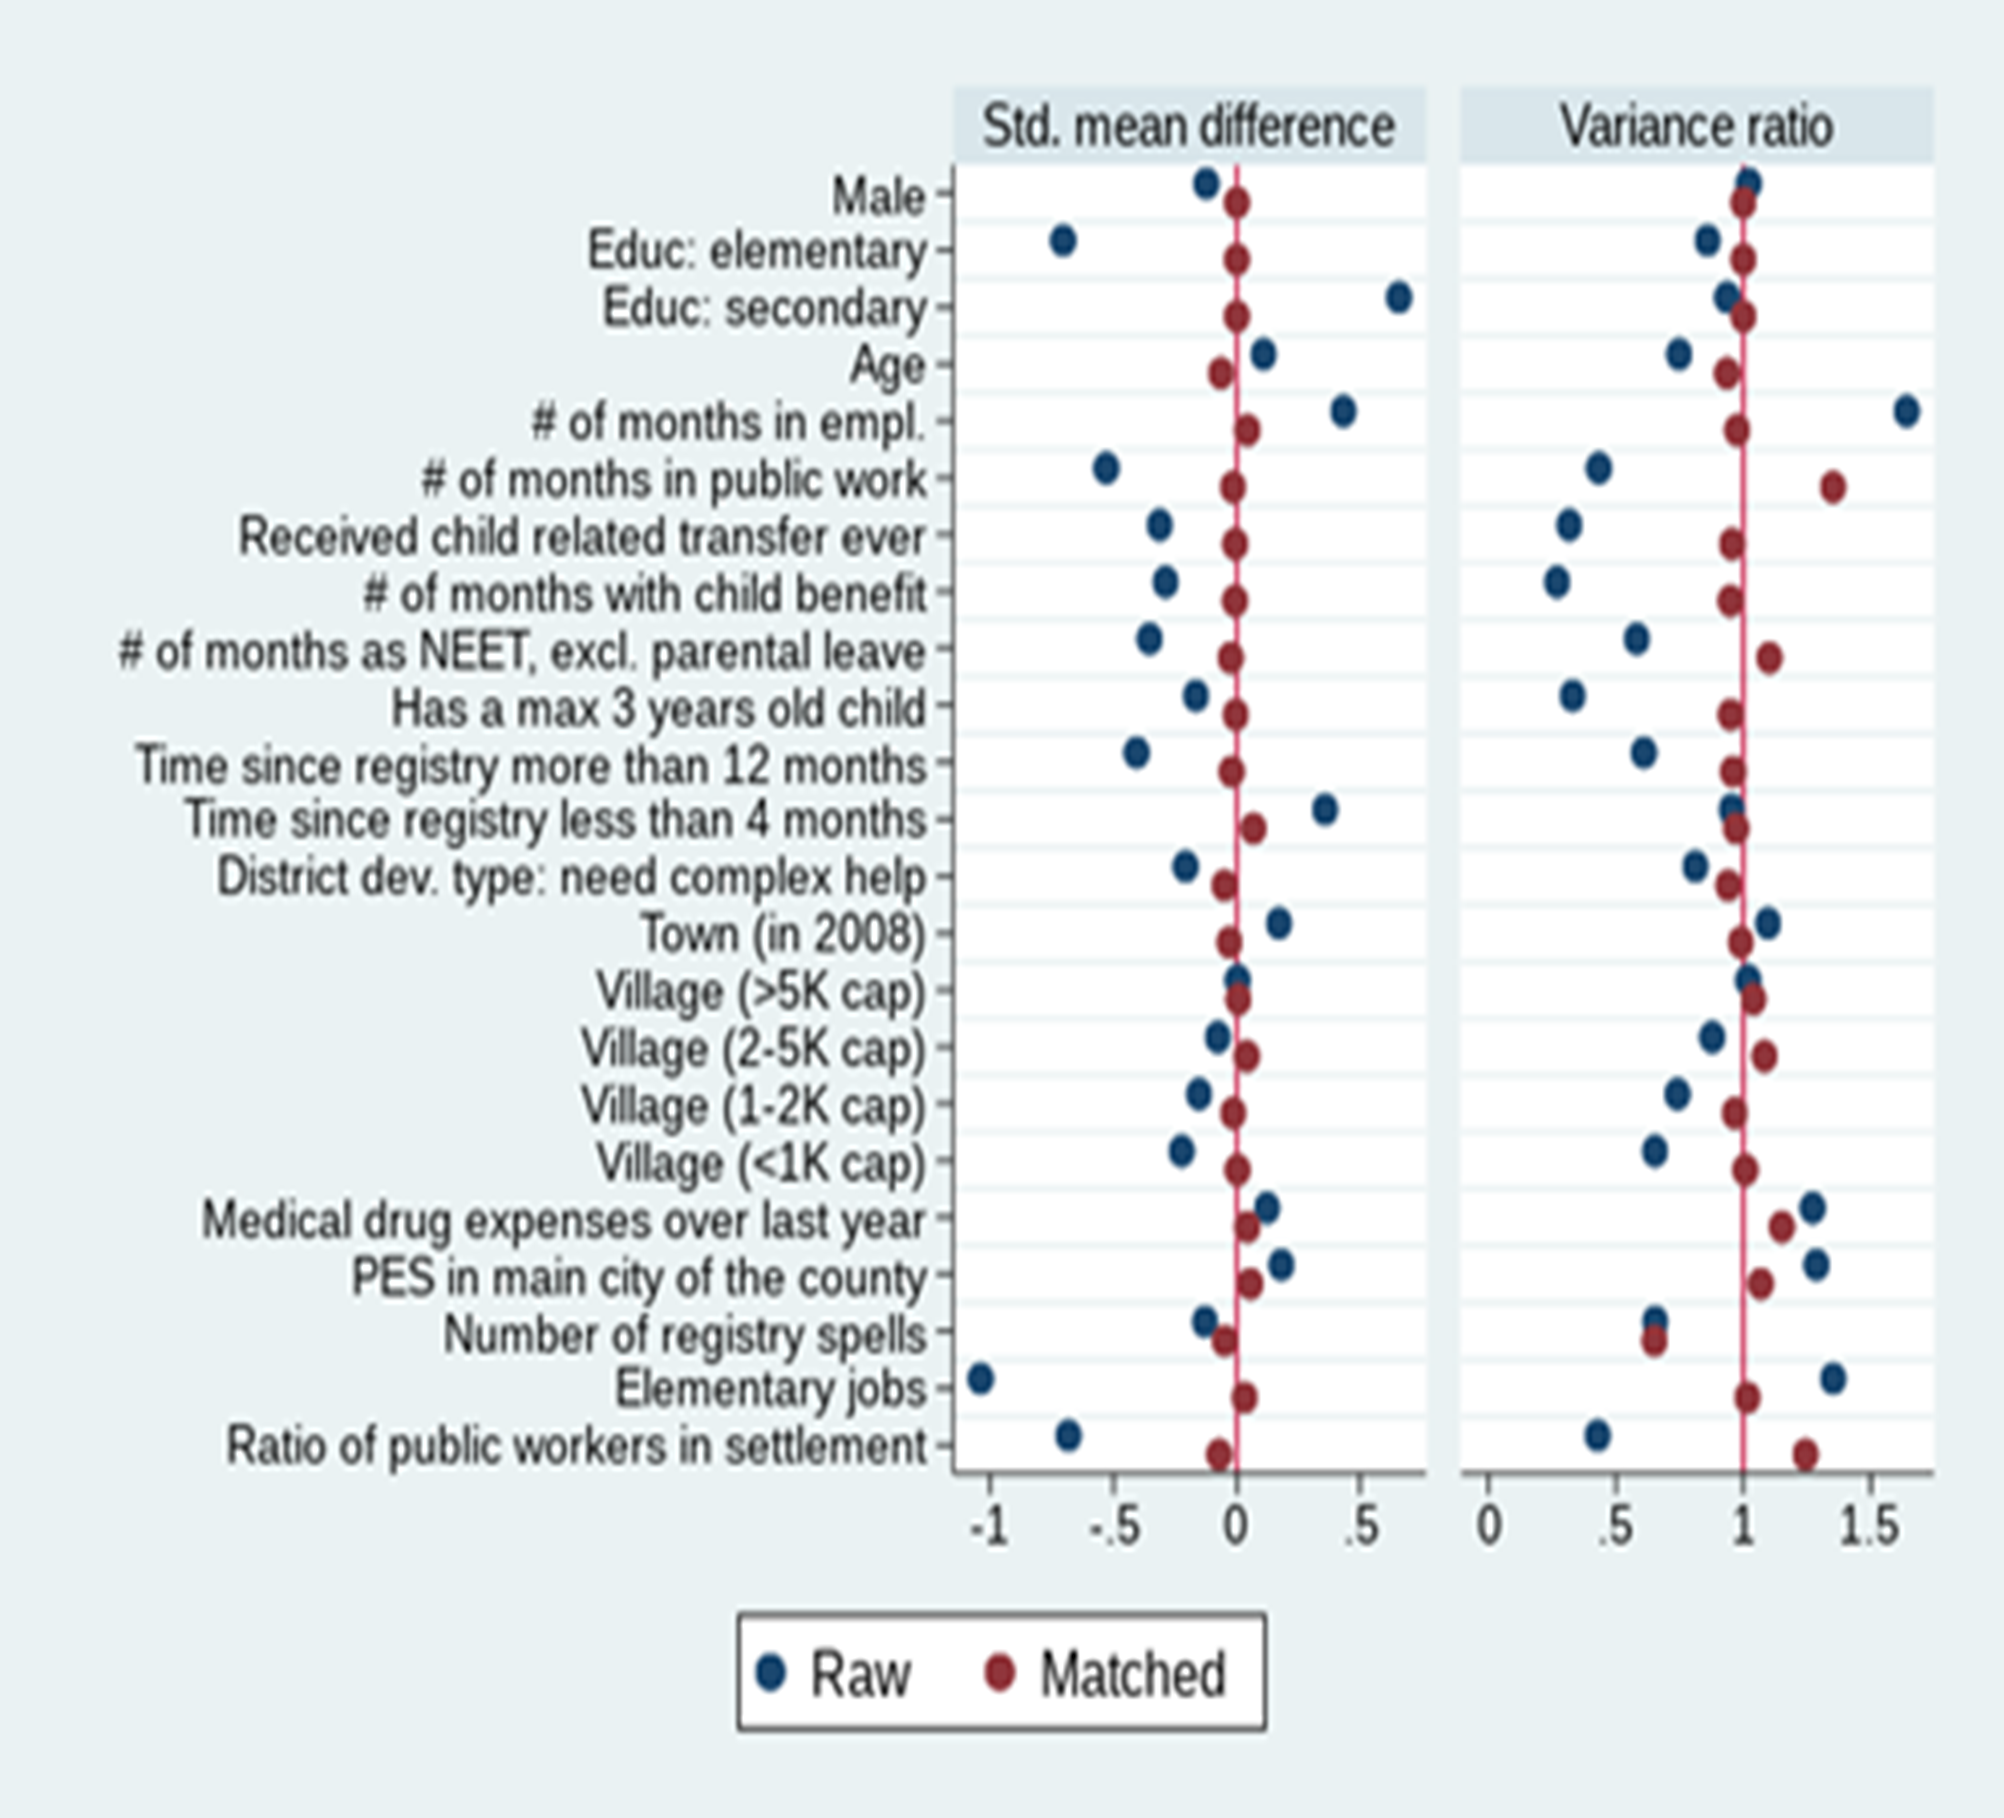 Std. mean difference Variance ratio
Male
Educ: elementary
Educ: secondary
Age
# of months in empl.
# of months in public work
Received child related transfer ever
# of months with child benefit
# of months as NEET, excl. parental leave
Has a max 3 years old child
Time since registry more than 12 months
Time since registry less than 4 months
District dev. type: need complex help
Town (in 2008)
Village (>5K cap)
Village (2-5K cap)
Village (1-2K cap)
Village (<1K cap)
Medical drug expenses over last year
PES in main city of the county
Number of registry spells
Elementary jobs
Ratio of public workers in settlement
-1 -.5 0 .5 0 .5 1 1.5
Raw Matched